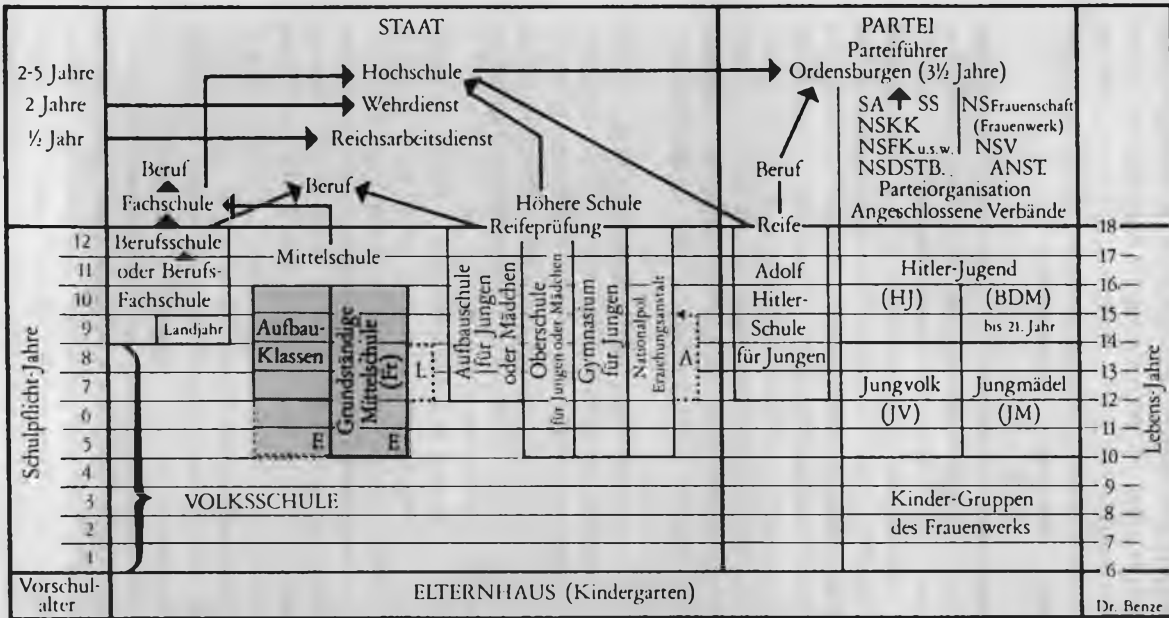 STAAT
PARTEI
Parteiführer
2-5 Jahre
Hochschule
Ordensburgen (3½ Jahre)
2 Jahre
Wehrdienst
½ Jahr
Reichsarbeitsdienst
SA SS
NSKK
NSFK u.s.w.
NSDSTB.
NSFrauenschaft
(Frauenwerk)
NSV
ANST.
Parteiorganisation
Angeschlossene Verbände
Beruf
Fachschule
Beruf
Höhere Schule
Reifeprüfung
Beruf
Reife
Schulpflicht-Jahre
12
11
10
9
8
7
6
5
4
3
2
1
Berufsschule
oder Berufs-
Fachschule
Landjahr
Mittelschule
Aufbau-
Klassen
E
Grundständige
Mittelschule
(Fr)
E
L
Aufbauschule
für Jungen
oder Mädchen
Oberschule
für Jungen oder Mädchen
Gymnasium
für Jungen
Nationalpol.
Erziehungsanstalt
A
Adolf
Hitler-
Schule
für Jungen
Hitler-Jugend
(HJ)
(BDM)
bis 21. Jahr
Jungvolk
(JV)
Jungmädel
(JM)
VOLKSSCHULE
Kinder-Gruppen
des Frauenwerks
18
17
16
15
14
13
12
11
10
9
8
7
6
Lebens-Jahre
Vorschul-
alter
ELTERNHAUS (Kindergarten)
Dr. Benze